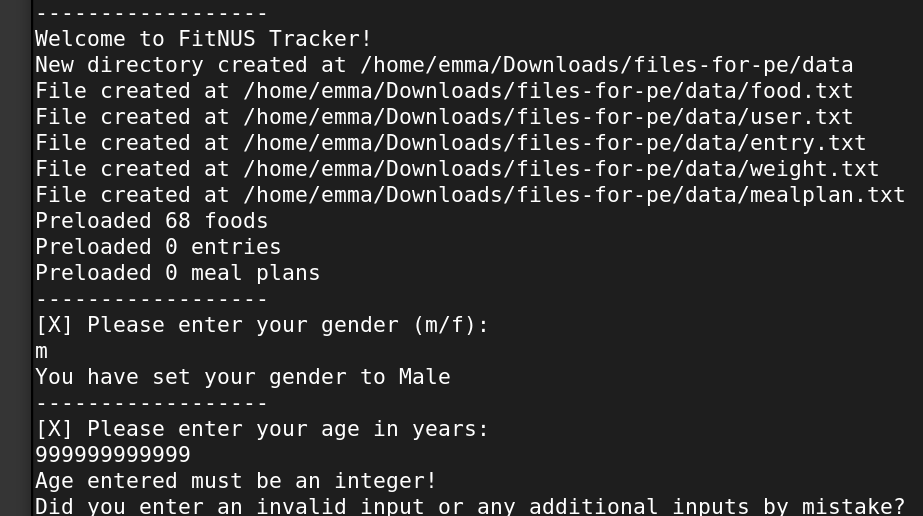 ------------------
Welcome to FitNUS Tracker!
New directory created at /home/emma/Downloads/files-for-pe/data
File created at /home/emma/Downloads/files-for-pe/data/food.txt
File created at /home/emma/Downloads/files-for-pe/data/user.txt
File created at /home/emma/Downloads/files-for-pe/data/entry.txt
File created at /home/emma/Downloads/files-for-pe/data/weight.txt
File created at /home/emma/Downloads/files-for-pe/data/mealplan.txt
Preloaded 68 foods
Preloaded 0 entries
Preloaded 0 meal plans
------------------
[X] Please enter your gender (m/f):
m
You have set your gender to Male
------------------
[X] Please enter your age in years:
999999999999
Age entered must be an integer!
Did you enter an invalid input or any additional inputs by mistake?